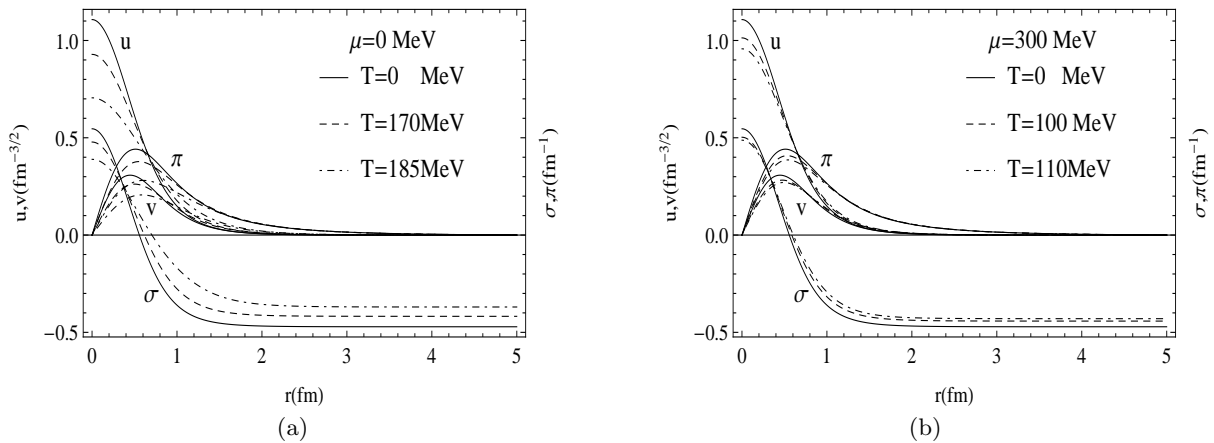 u
μ=0 MeV
T=0 MeV
T=170MeV
T=185MeV
π
v
σ
1.0
0.5
0.0
−0.5
0 1 2 3 4 5
r(fm)
u,v(fm−3/2)
σ,π(fm−1)
(a)
u
μ=300 MeV
T=0 MeV
T=100 MeV
T=110MeV
π
v
σ
1.0
0.5
0.0
−0.5
0 1 2 3 4 5
r(fm)
u,v(fm−3/2)
σ,π(fm−1)
(b)